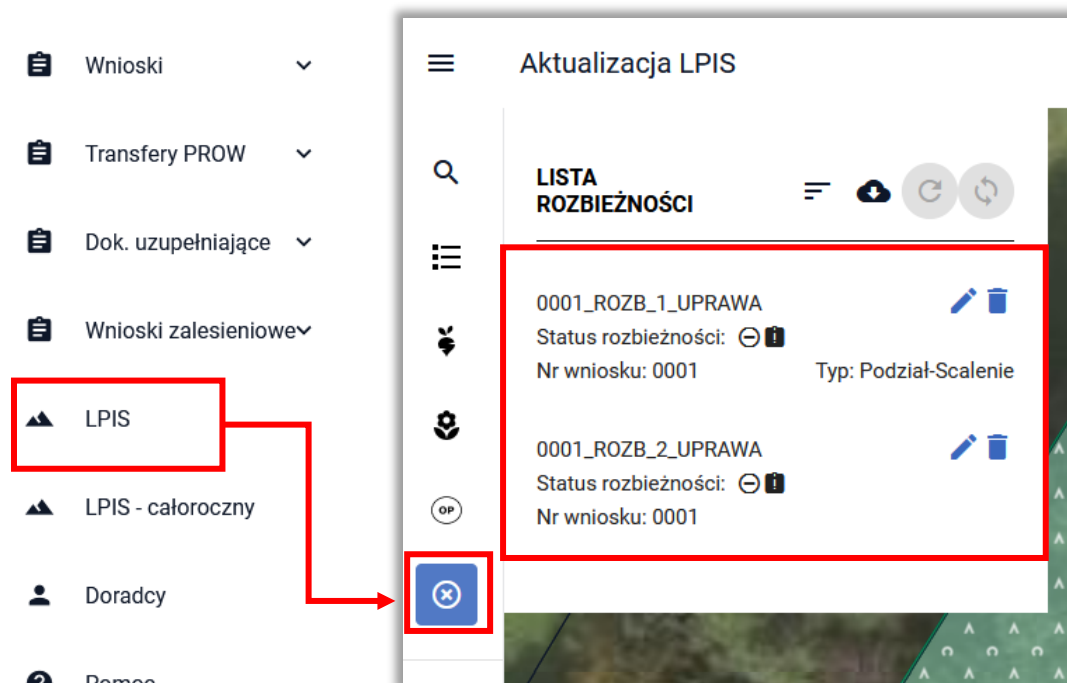 Wnioski
Transfery PROW
Dok. uzupełniające
Wnioski zalesieniowe
LPIS
LPIS - całoroczny
Doradcy
Pomoc
Aktualizacja LPIS
OP
LISTA
ROZBIEŻNOŚCI
0001_ROZB_1_UPRAWA
Status rozbieżności:
Nr wniosku: 0001 Typ: Podział-Scalenie
0001_ROZB_2_UPRAWA
Status rozbieżności:
Nr wniosku: 0001